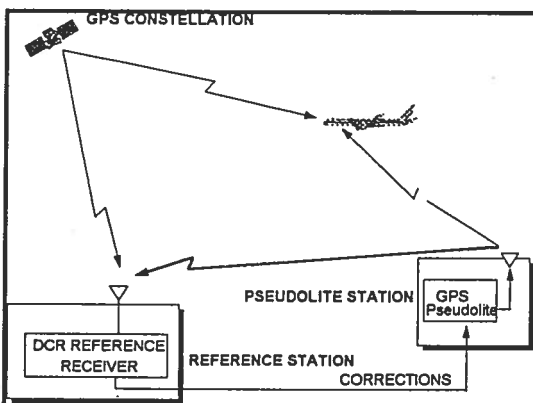 GPS CONSTELLATION
PSEUDOLITE STATION
GPS
Pseudolite
DCR REFERENCE
RECEIVER
REFERENCE STATION
CORRECTIONS